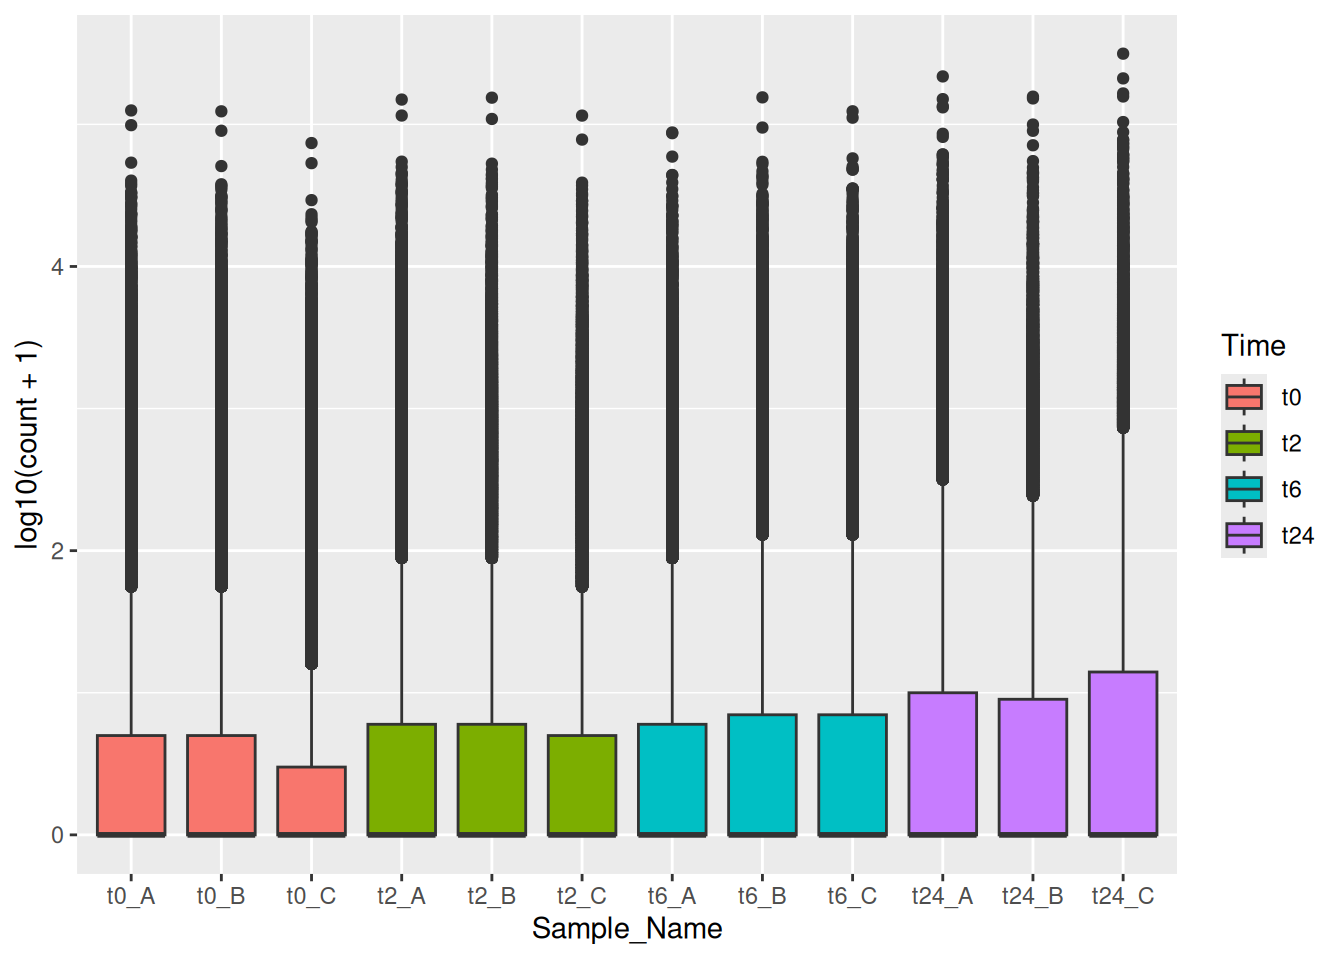 log10(count + 1)
4
2
0
t0_A t0_B t0_C t2_A t2_B t2_C t6_A t6_B t6_C t24_A t24_B t24_C
Sample_Name
Time
t0
t2
t6
t24